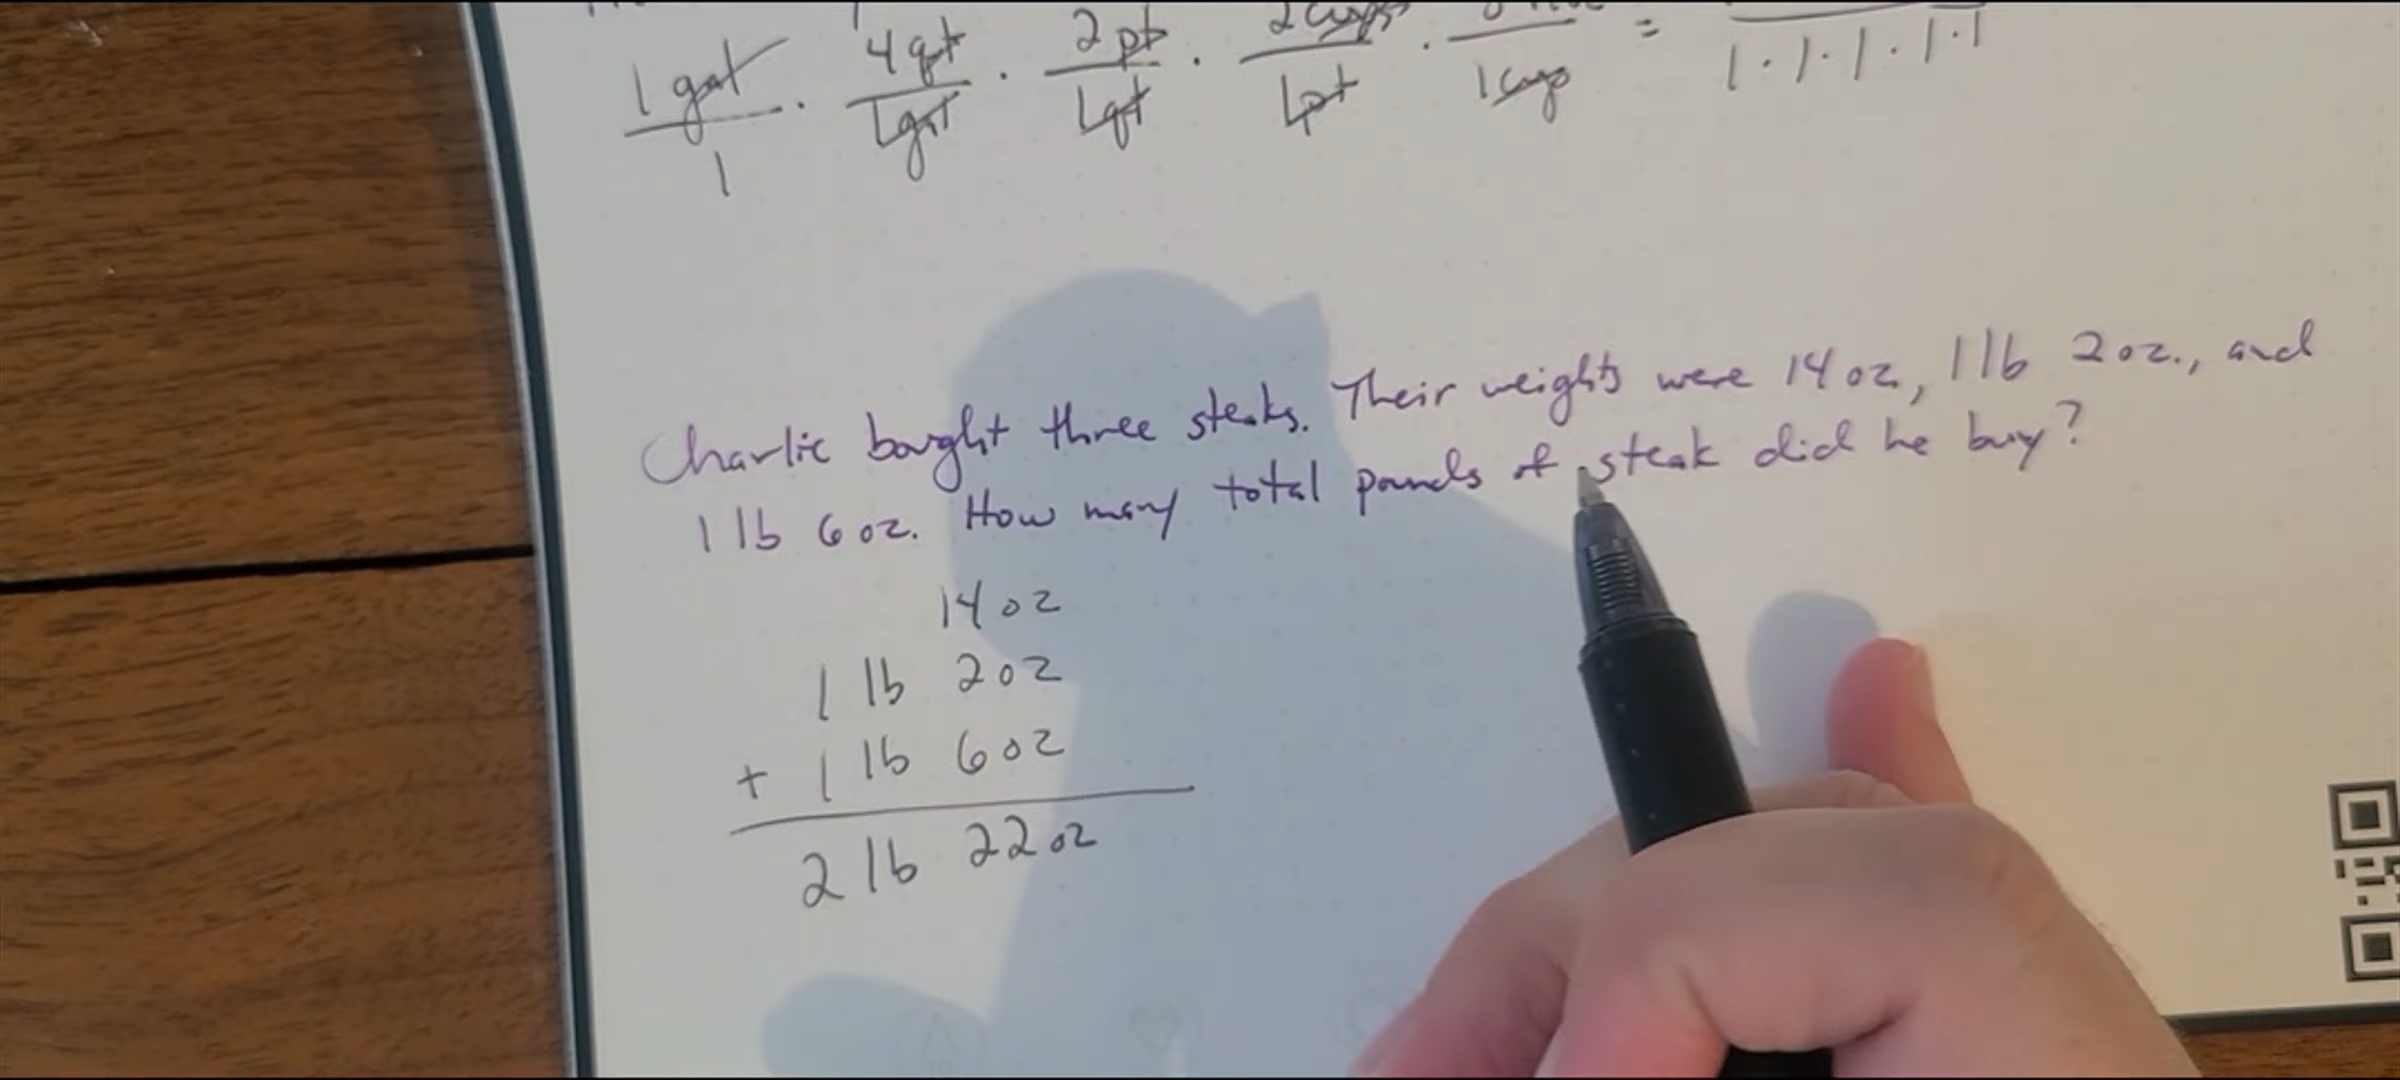 1 gal 4 qt 2 pt 2 cups
1 · 1 gal · 1 qt · 1 pt · 1 cup = 1 · 1 · 1 · 1 · 1
Charlie bought three steaks. Their weights were 14 oz, 1 lb 2 oz., and
1 lb 6 oz. How many total pounds of steak did he buy?
14 oz
1 lb 2 oz
+ 1 lb 6 oz
2 lb 22 oz